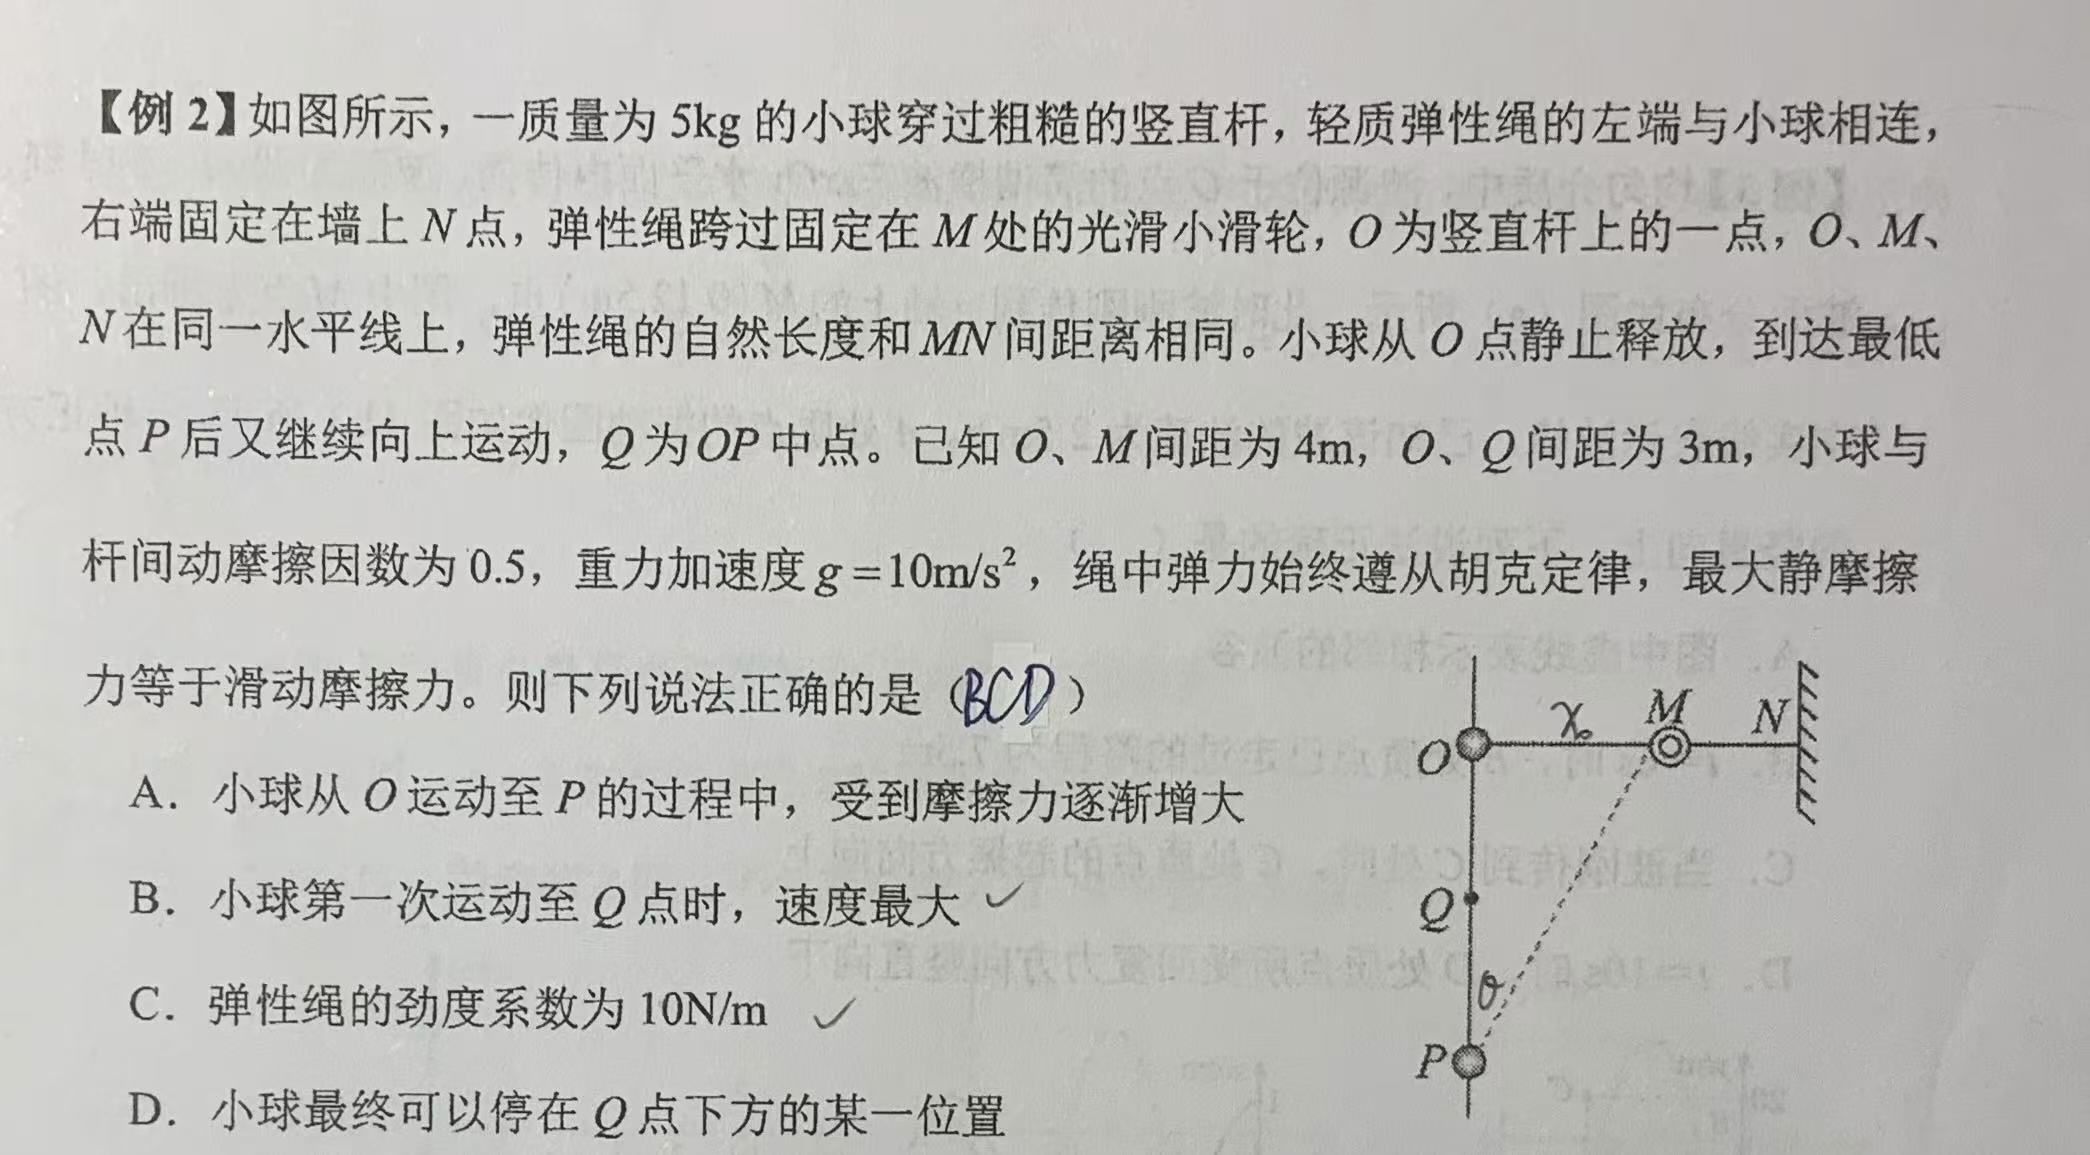 【例 2】如图所示，一质量为 5kg 的小球穿过粗糙的竖直杆，轻质弹性绳的左端与小球相连，
右端固定在墙上 N 点，弹性绳跨过固定在 M 处的光滑小滑轮，O 为竖直杆上的一点，O、M、
N 在同一水平线上，弹性绳的自然长度和 MN 间距离相同。小球从 O 点静止释放，到达最低
点 P 后又继续向上运动，Q 为 OP 中点。已知 O、M 间距为 4m，O、Q 间距为 3m，小球与
杆间动摩擦因数为 0.5，重力加速度 g＝10m/s²，绳中弹力始终遵从胡克定律，最大静摩擦
力等于滑动摩擦力。则下列说法正确的是（BCD）
A．小球从 O 运动至 P 的过程中，受到摩擦力逐渐增大
B．小球第一次运动至 Q 点时，速度最大 ✓
C．弹性绳的劲度系数为 10N/m ✓
D．小球最终可以停在 Q 点下方的某一位置
O x₀ M N
Q
θ
P